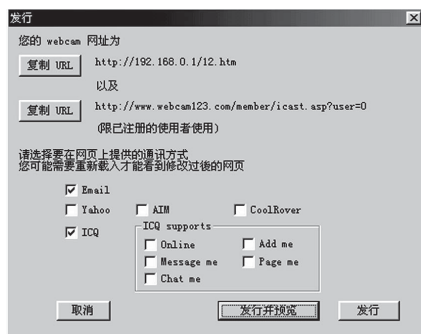 发行
您的 webcam 网址为
复制 URL http://192.168.0.1/12.htm
以及
复制 URL http://www.webcam123.com/member/icast.asp?user=0
(限已注册的使用者使用)
请选择要在网页上提供的通讯方式
您可能需要重新载入才能看到修改过後的网页
Email
Yahoo AIM CoolRover
ICQ ICQ supports
Online Add me
Message me Page me
Chat me
取消 发行并预览 发行